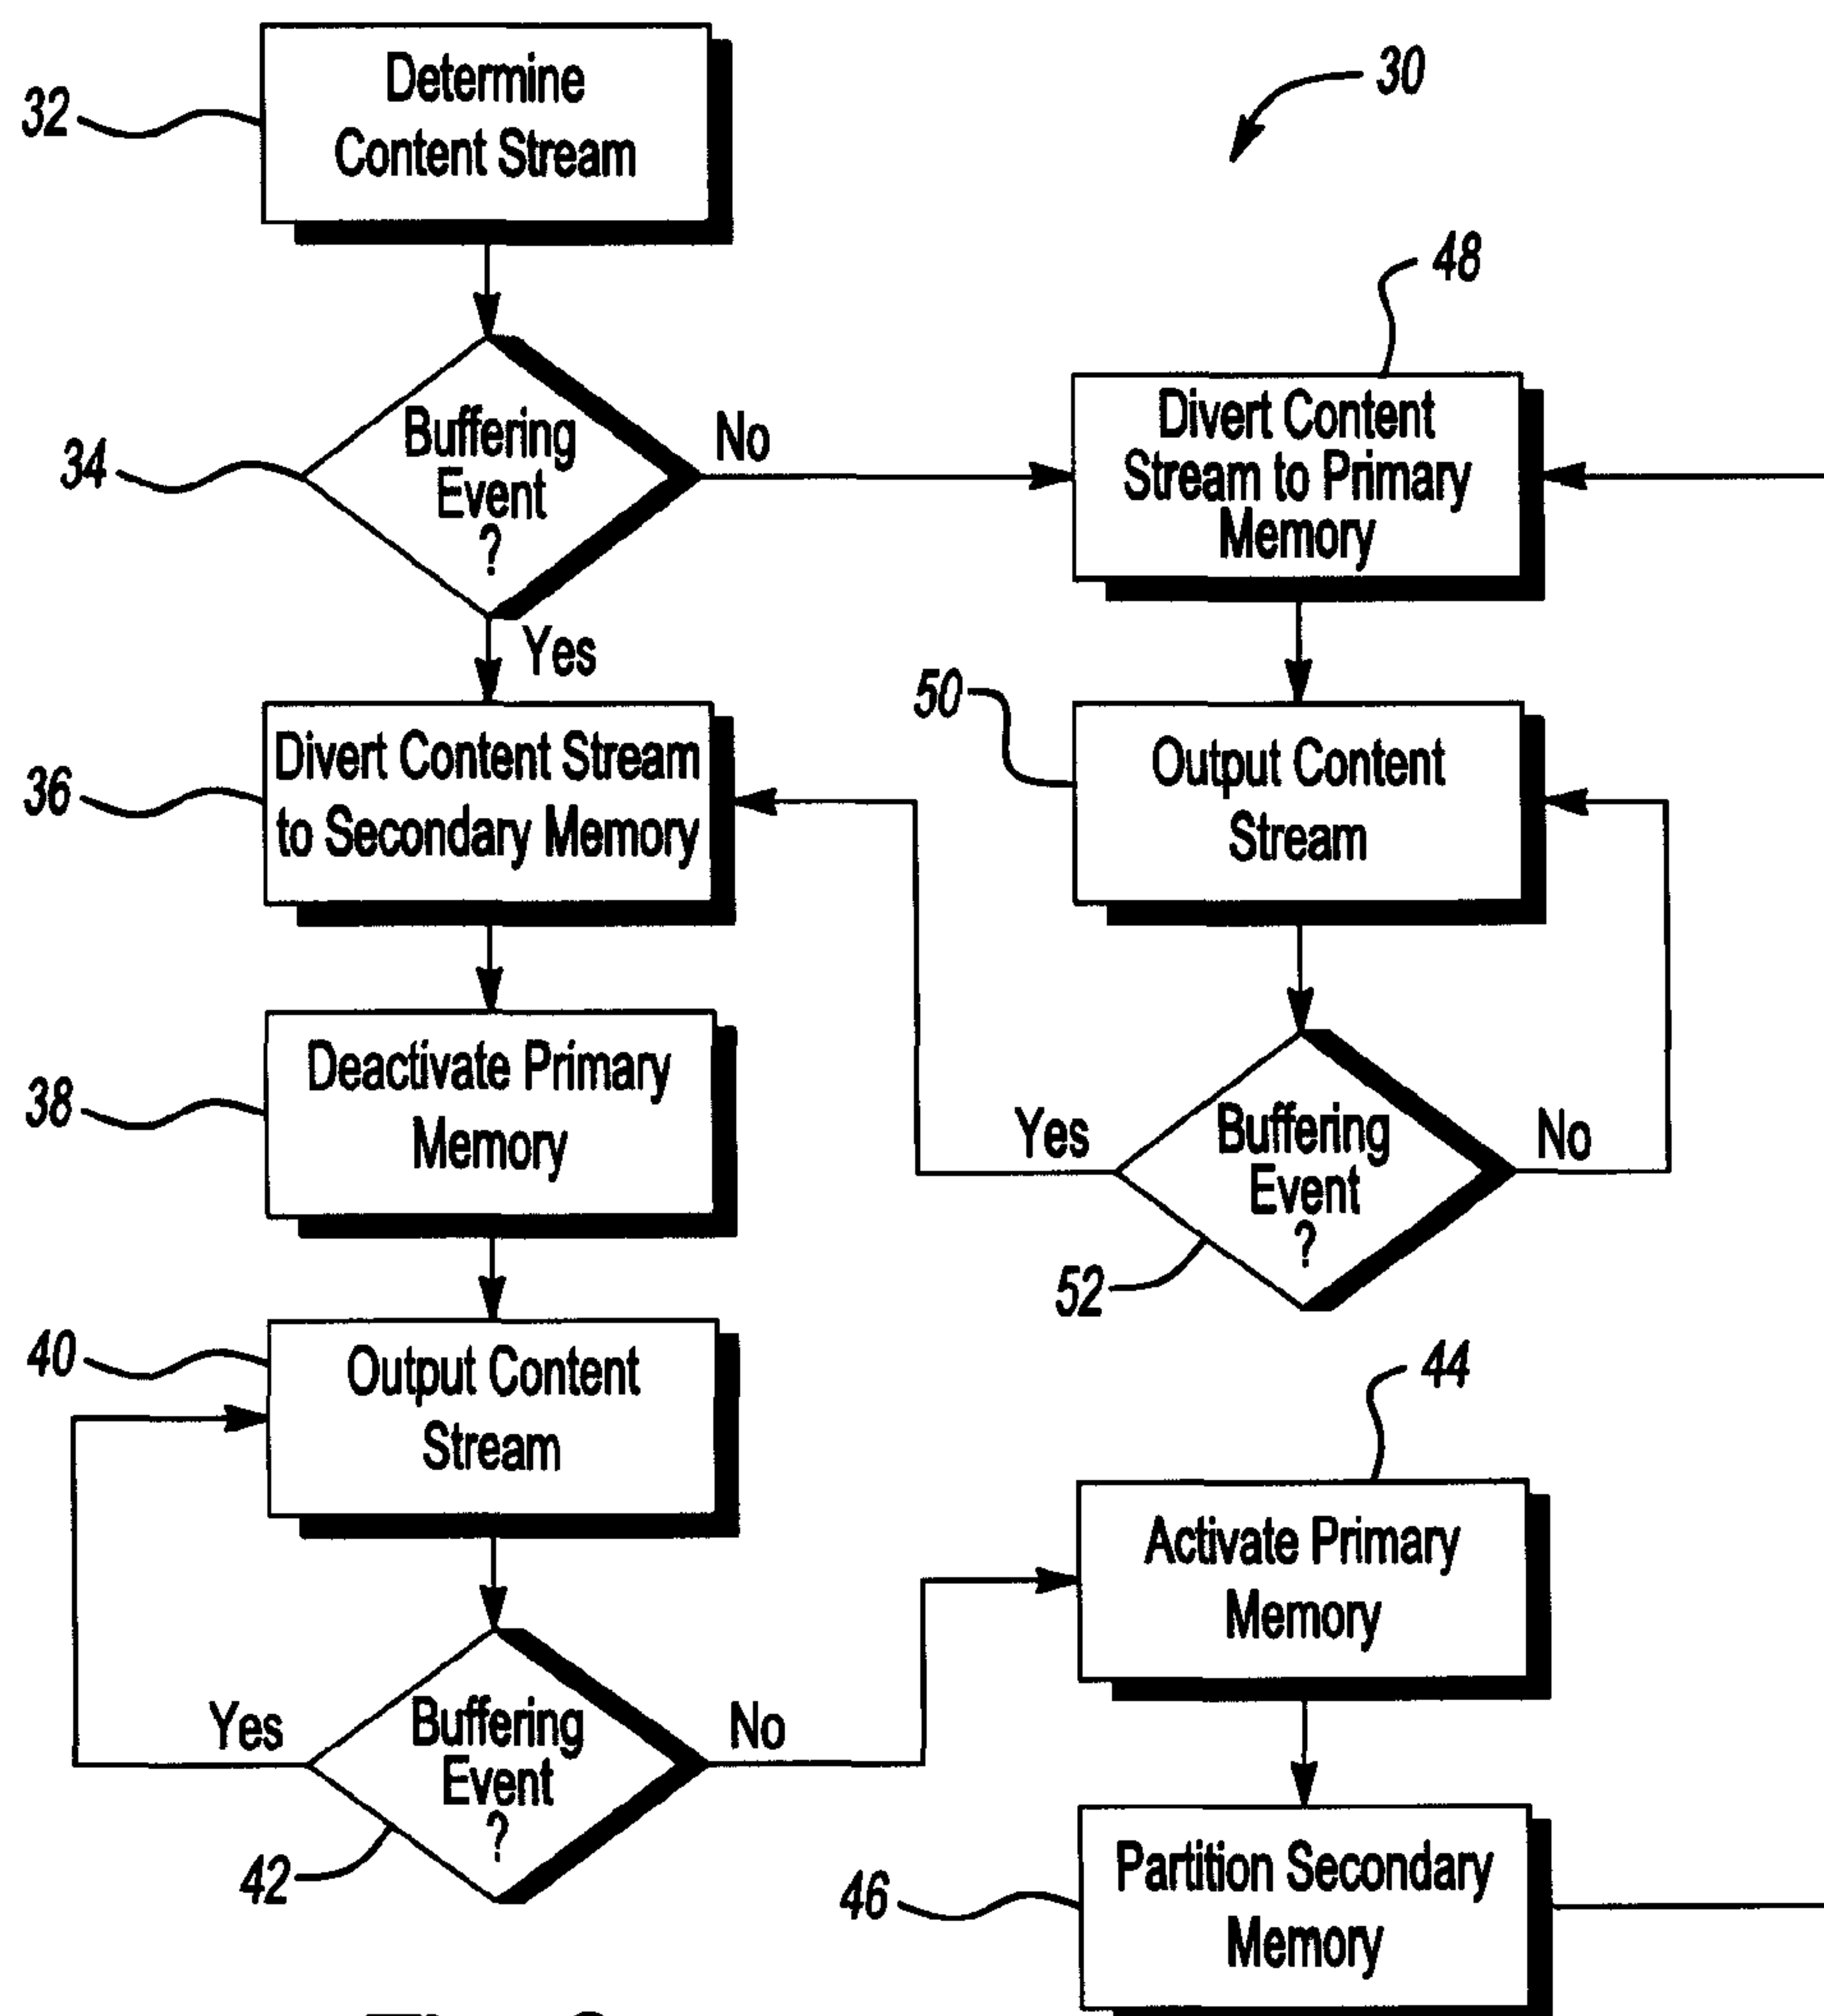 32
Determine
Content Stream
30
34
Buffering
Event
?
No
Yes
48
Divert Content
Stream to Primary
Memory
36
Divert Content Stream
to Secondary Memory
50
Output Content
Stream
38
Deactivate Primary
Memory
Yes
Buffering
Event
?
No
52
40
Output Content
Stream
44
Activate Primary
Memory
Yes
Buffering
Event
?
No
42
46
Partition Secondary
Memory